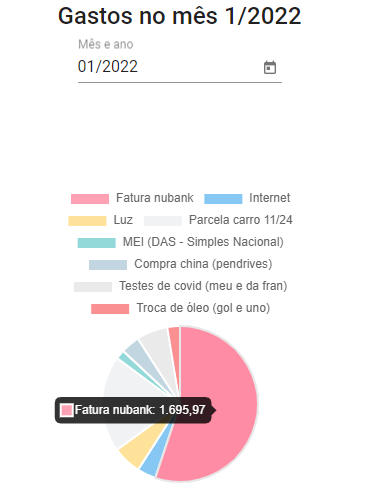 Gastos no mês 1/2022
Mês e ano
01/2022
Fatura nubank Internet
Luz Parcela carro 11/24
MEI (DAS - Simples Nacional)
Compra china (pendrives)
Testes de covid (meu e da fran)
Troca de óleo (gol e uno)
Fatura nubank: 1.695,97